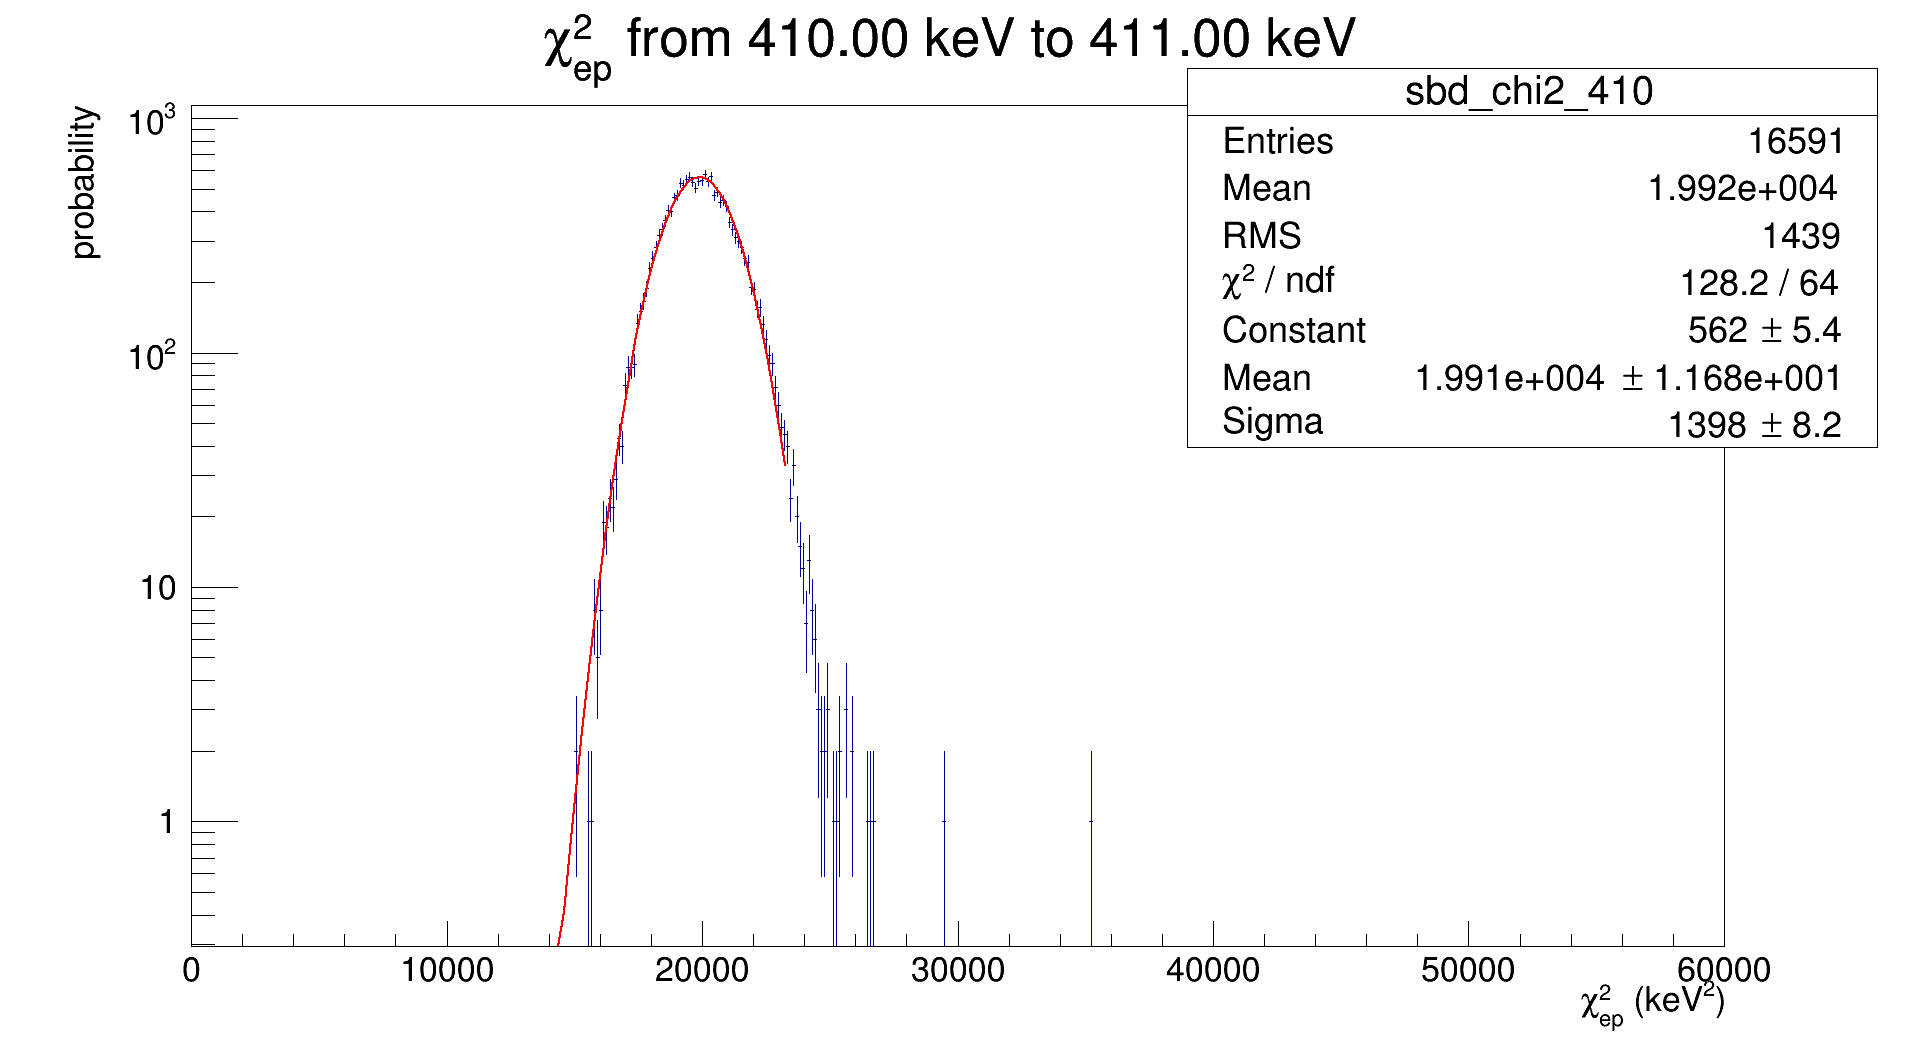 χ²ep from 410.00 keV to 411.00 keV
probability
10³
10²
10
1
sbd_chi2_410
Entries 16591
Mean 1.992e+004
RMS 1439
χ² / ndf 128.2 / 64
Constant 562 ± 5.4
Mean 1.991e+004 ± 1.168e+001
Sigma 1398 ± 8.2
0 10000 20000 30000 40000 50000 60000
χ²ep (keV²)